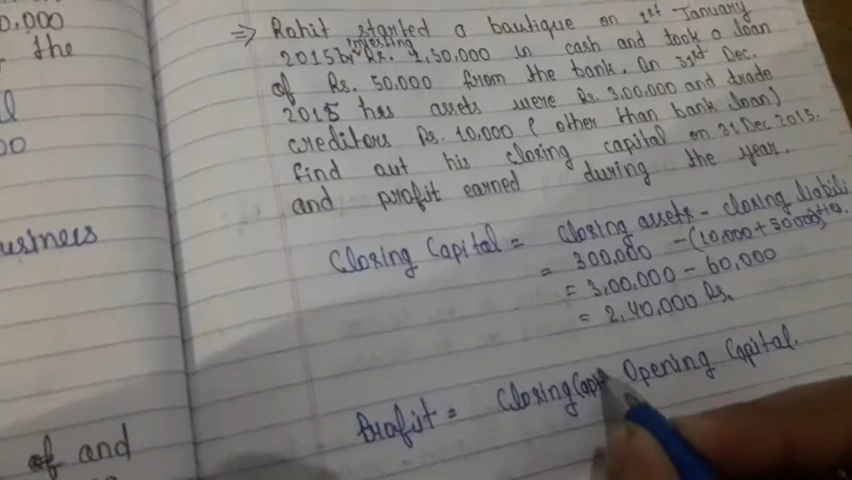 0.000
the
00
usiness
of and
⇒ Rohit started a boutique on 1st January
2015 by investing Rs. 1,50,000 in cash and took a loan
of Rs. 50,000 from the bank. On 31st Dec.
2015 his assets were Rs. 3,00,000 and trade
creditors Rs. 10,000 (other than bank loan)
find out his closing capital on 31 Dec 2015.
and profit earned during the year.
Closing Capital = Closing assets - closing liabilities.
= 300,000 - (10,000 + 50000)
= 3,00,000 - 60,000
= 2,40,000 Rs.
Profit = Closing Opening Capital.